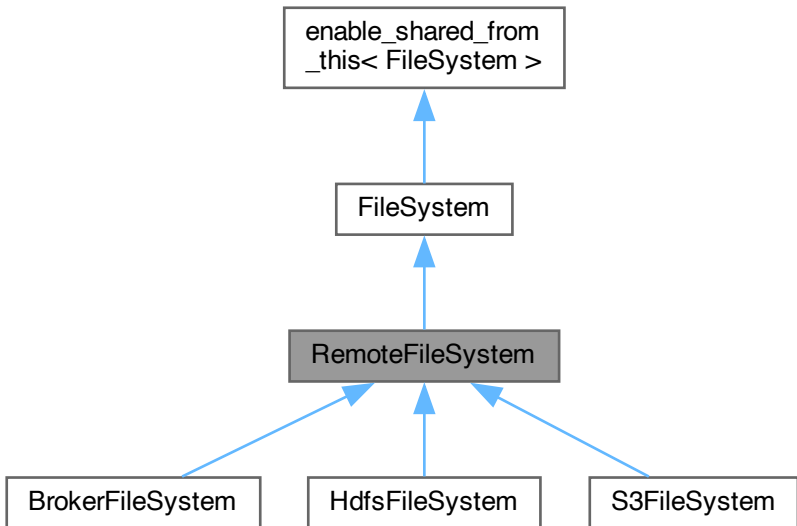 enable_shared_from
_this< FileSystem >
FileSystem
RemoteFileSystem
BrokerFileSystem
HdfsFileSystem
S3FileSystem